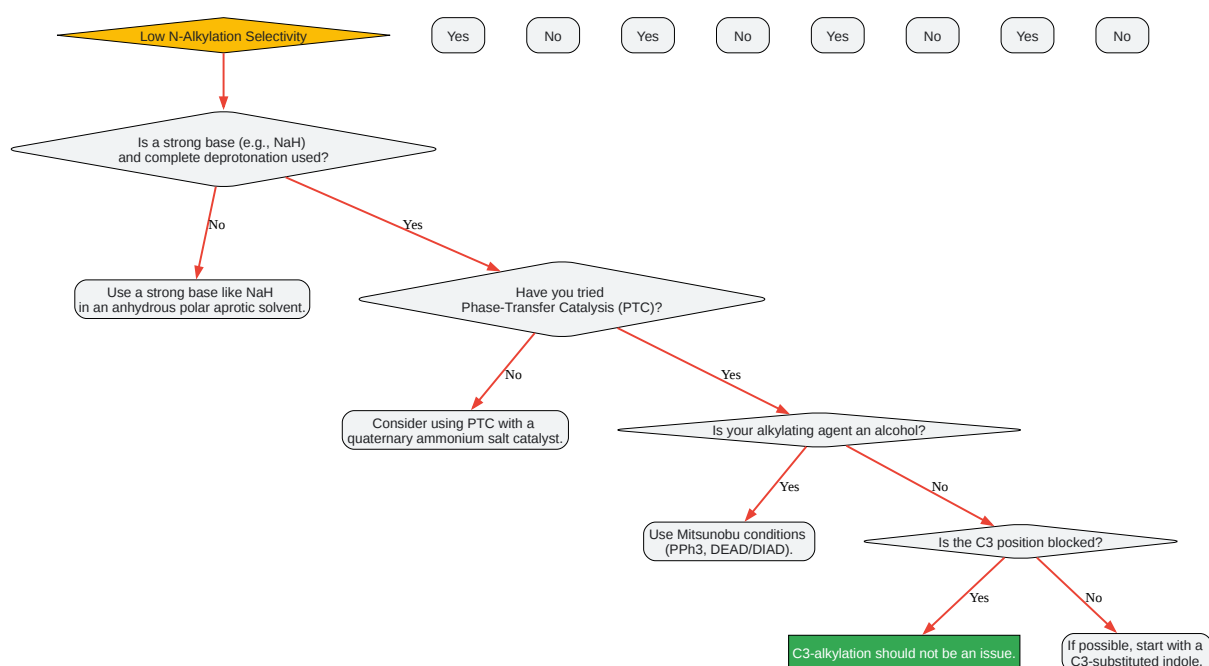 Low N-Alkylation Selectivity
Yes
No
Yes
No
Yes
No
Yes
No
Is a strong base (e.g., NaH)
and complete deprotonation used?
No
Yes
Use a strong base like NaH
in an anhydrous polar aprotic solvent.
Have you tried
Phase-Transfer Catalysis (PTC)?
No
Yes
Consider using PTC with a
quaternary ammonium salt catalyst.
Is your alkylating agent an alcohol?
Yes
No
Use Mitsunobu conditions
(PPh3, DEAD/DIAD).
Is the C3 position blocked?
Yes
No
C3-alkylation should not be an issue.
If possible, start with a
C3-substituted indole.